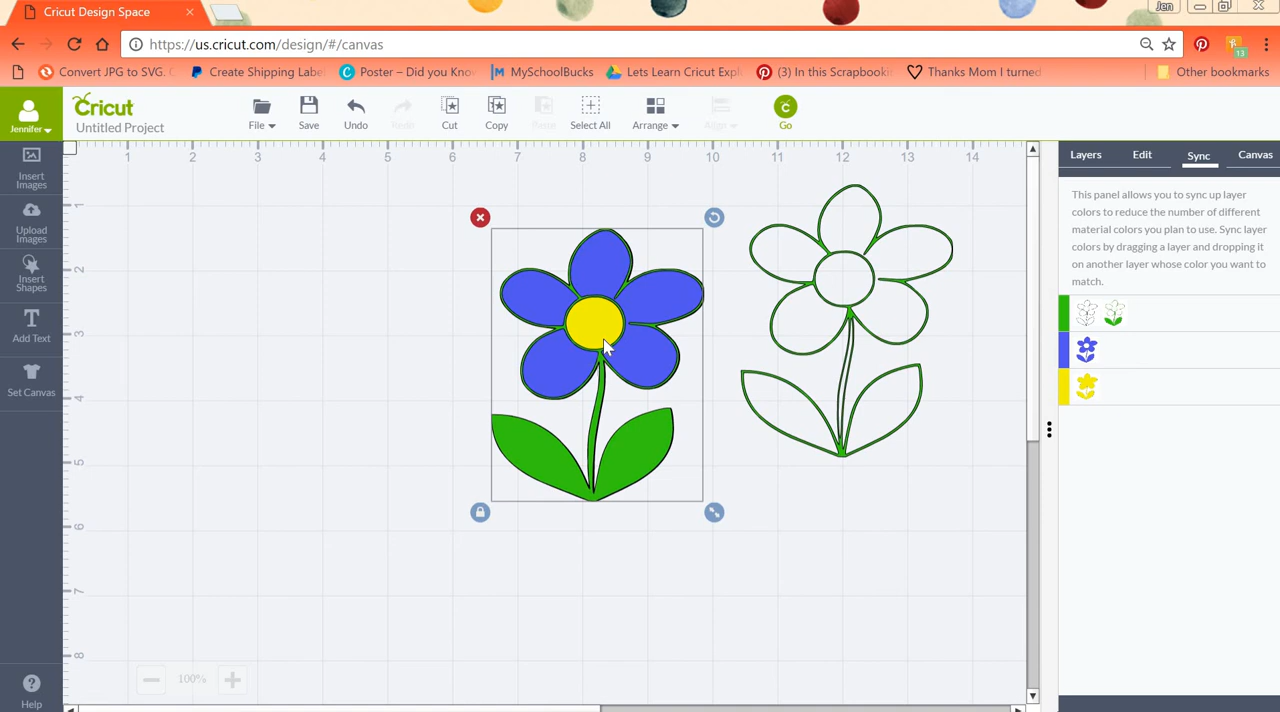 Cricut Design Space
Jen
https://us.cricut.com/design/#/canvas
13
Convert JPG to SVG. C
Create Shipping Label
Poster – Did you Know
MySchoolBucks
Lets Learn Cricut Expl
(3) In this Scrapbooki
Thanks Mom I turned
Other bookmarks
Jennifer
Cricut
Untitled Project
File
Save
Undo
Redo
Cut
Copy
Paste
Select All
Arrange
Align
Go
1 2 3 4 5 6 7 8 9 10 11 12 13 14
1
2
3
4
5
6
7
8
Insert
Images
Upload
Images
Insert
Shapes
Add Text
Set Canvas
Help
100%
Layers Edit Sync Canvas
This panel allows you to sync up layer
colors to reduce the number of different
material colors you plan to use. Sync layer
colors by dragging a layer and dropping it
on another layer whose color you want to
match.